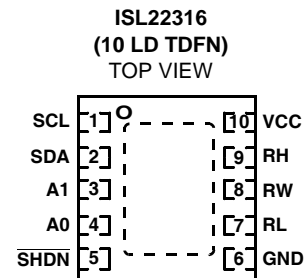 ISL22316
(10 LD TDFN)
TOP VIEW
SCL 1 O 10 VCC
SDA 2 9 RH
A1 3 8 RW
A0 4 7 RL
SHDN 5 6 GND